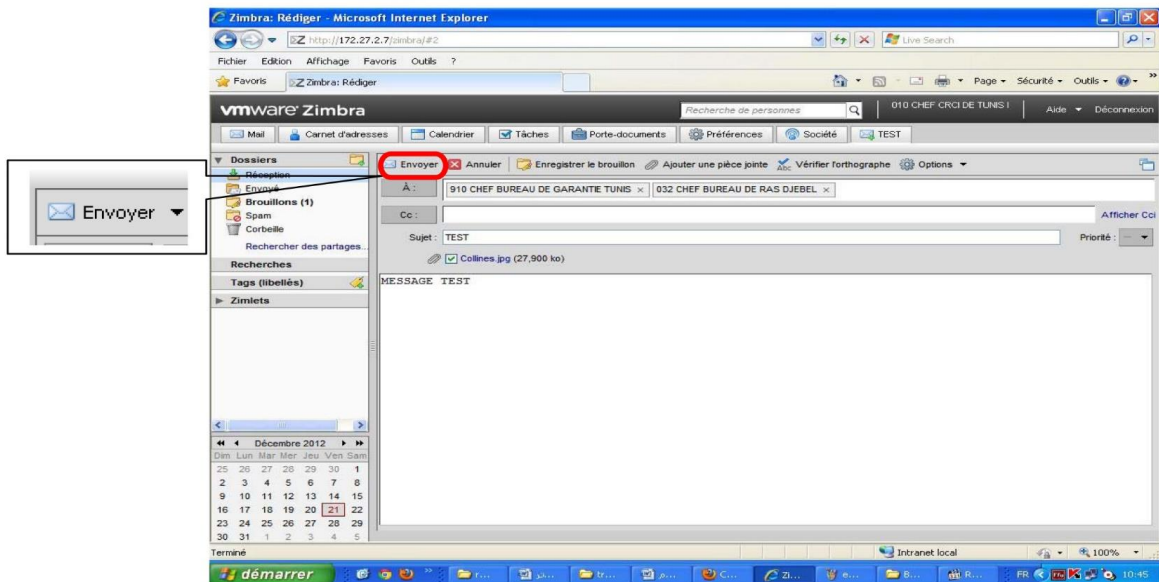 Zimbra: Rédiger - Microsoft Internet Explorer
http://172.27.2.7/zimbra/#2
Live Search
Fichier Edition Affichage Favoris Outils ?
Favoris Zimbra: Rédiger
Page Sécurité Outils
vmware Zimbra
Recherche de personnes
010 CHEF CRCI DE TUNIS I
Aide Déconnexion
Mail Carnet d'adresses Calendrier Tâches Porte-documents Préférences Société TEST
Dossiers
Réception
Envoyé
Brouillons (1)
Spam
Corbeille
Rechercher des partages...
Recherches
Tags (libellés)
Zimlets
Envoyer
Envoyer Annuler Enregistrer le brouillon Ajouter une pièce jointe Vérifier l'orthographe Options
À : 910 CHEF BUREAU DE GARANTIE TUNIS × 032 CHEF BUREAU DE RAS DJEBEL ×
Cc : Afficher Cci
Sujet : TEST Priorité :
Collines.jpg (27,900 ko)
MESSAGE TEST
Décembre 2012
Dim Lun Mar Mer Jeu Ven Sam
25 26 27 28 29 30 1
2 3 4 5 6 7 8
9 10 11 12 13 14 15
16 17 18 19 20 21 22
23 24 25 26 27 28 29
30 31 1 2 3 4 5
Terminé Intranet local 100%
démarrer FR 10:45